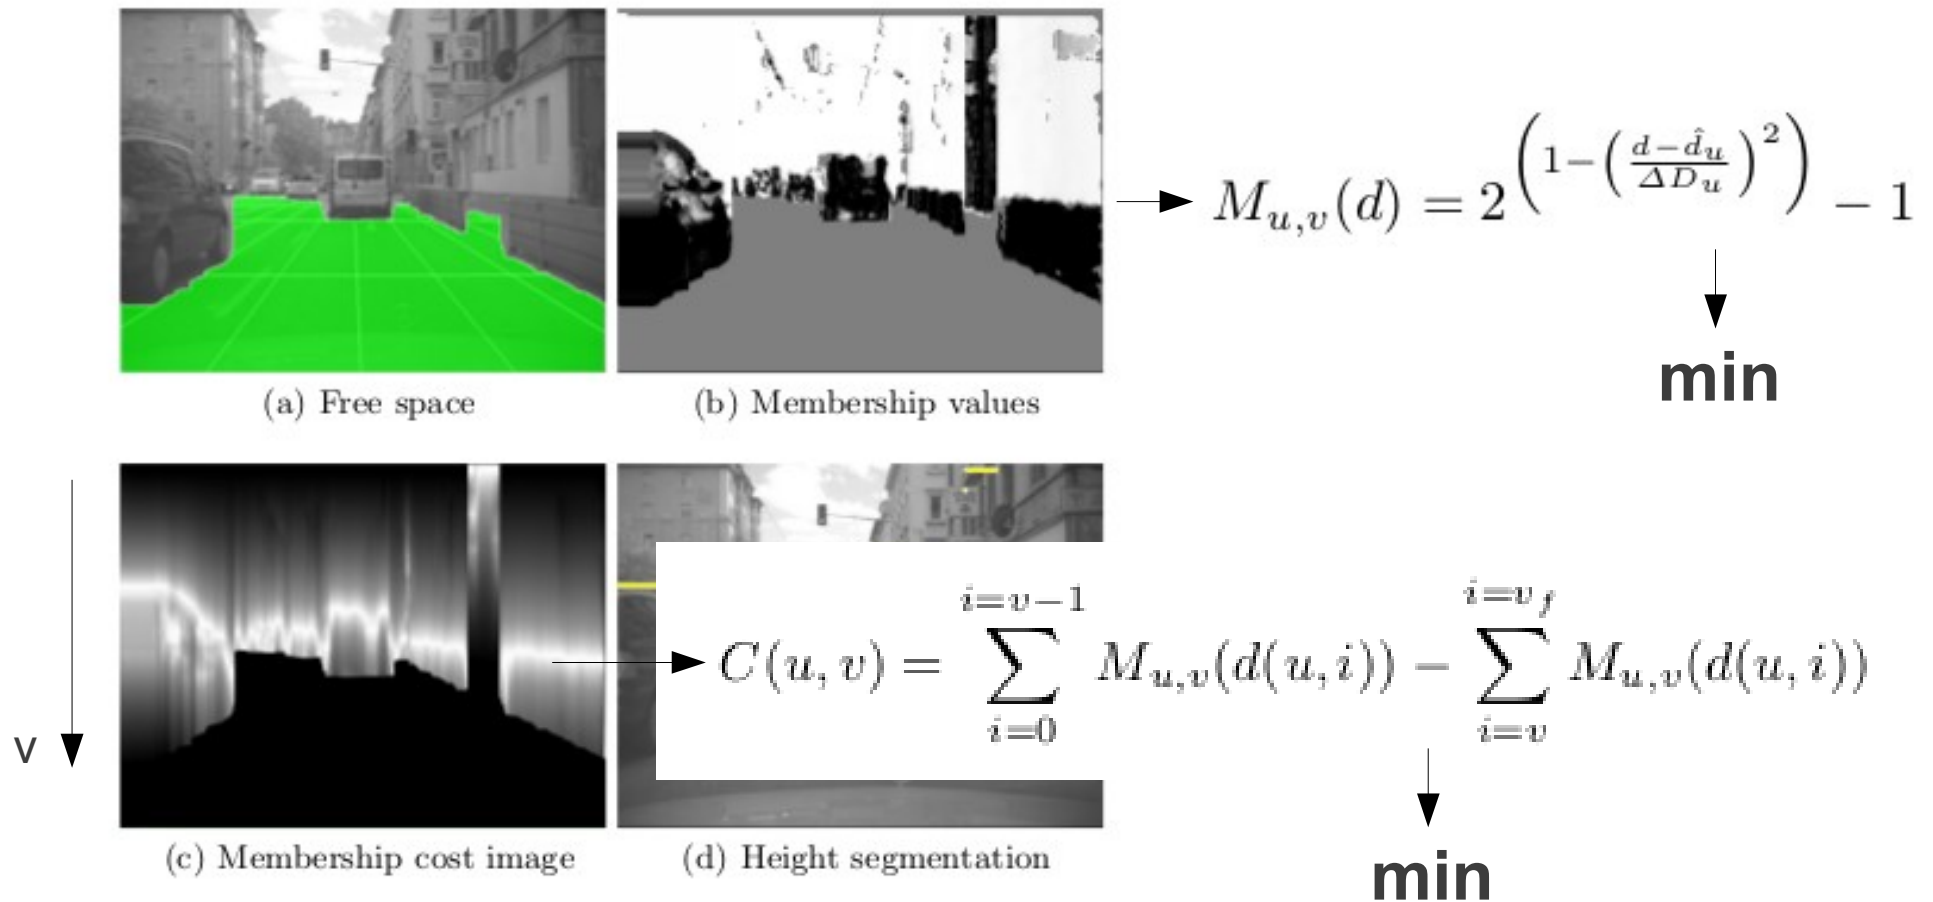 M_{u,v}(d) = 2^{(1-(\frac{d-\hat{d}_u}{\Delta D_u})^2)} - 1
min
(a) Free space
(b) Membership values
v
C(u, v) = \sum_{i=0}^{i=v-1} M_{u,v}(d(u, i)) - \sum_{i=v}^{i=v_f} M_{u,v}(d(u, i))
(c) Membership cost image
(d) Height segmentation
min